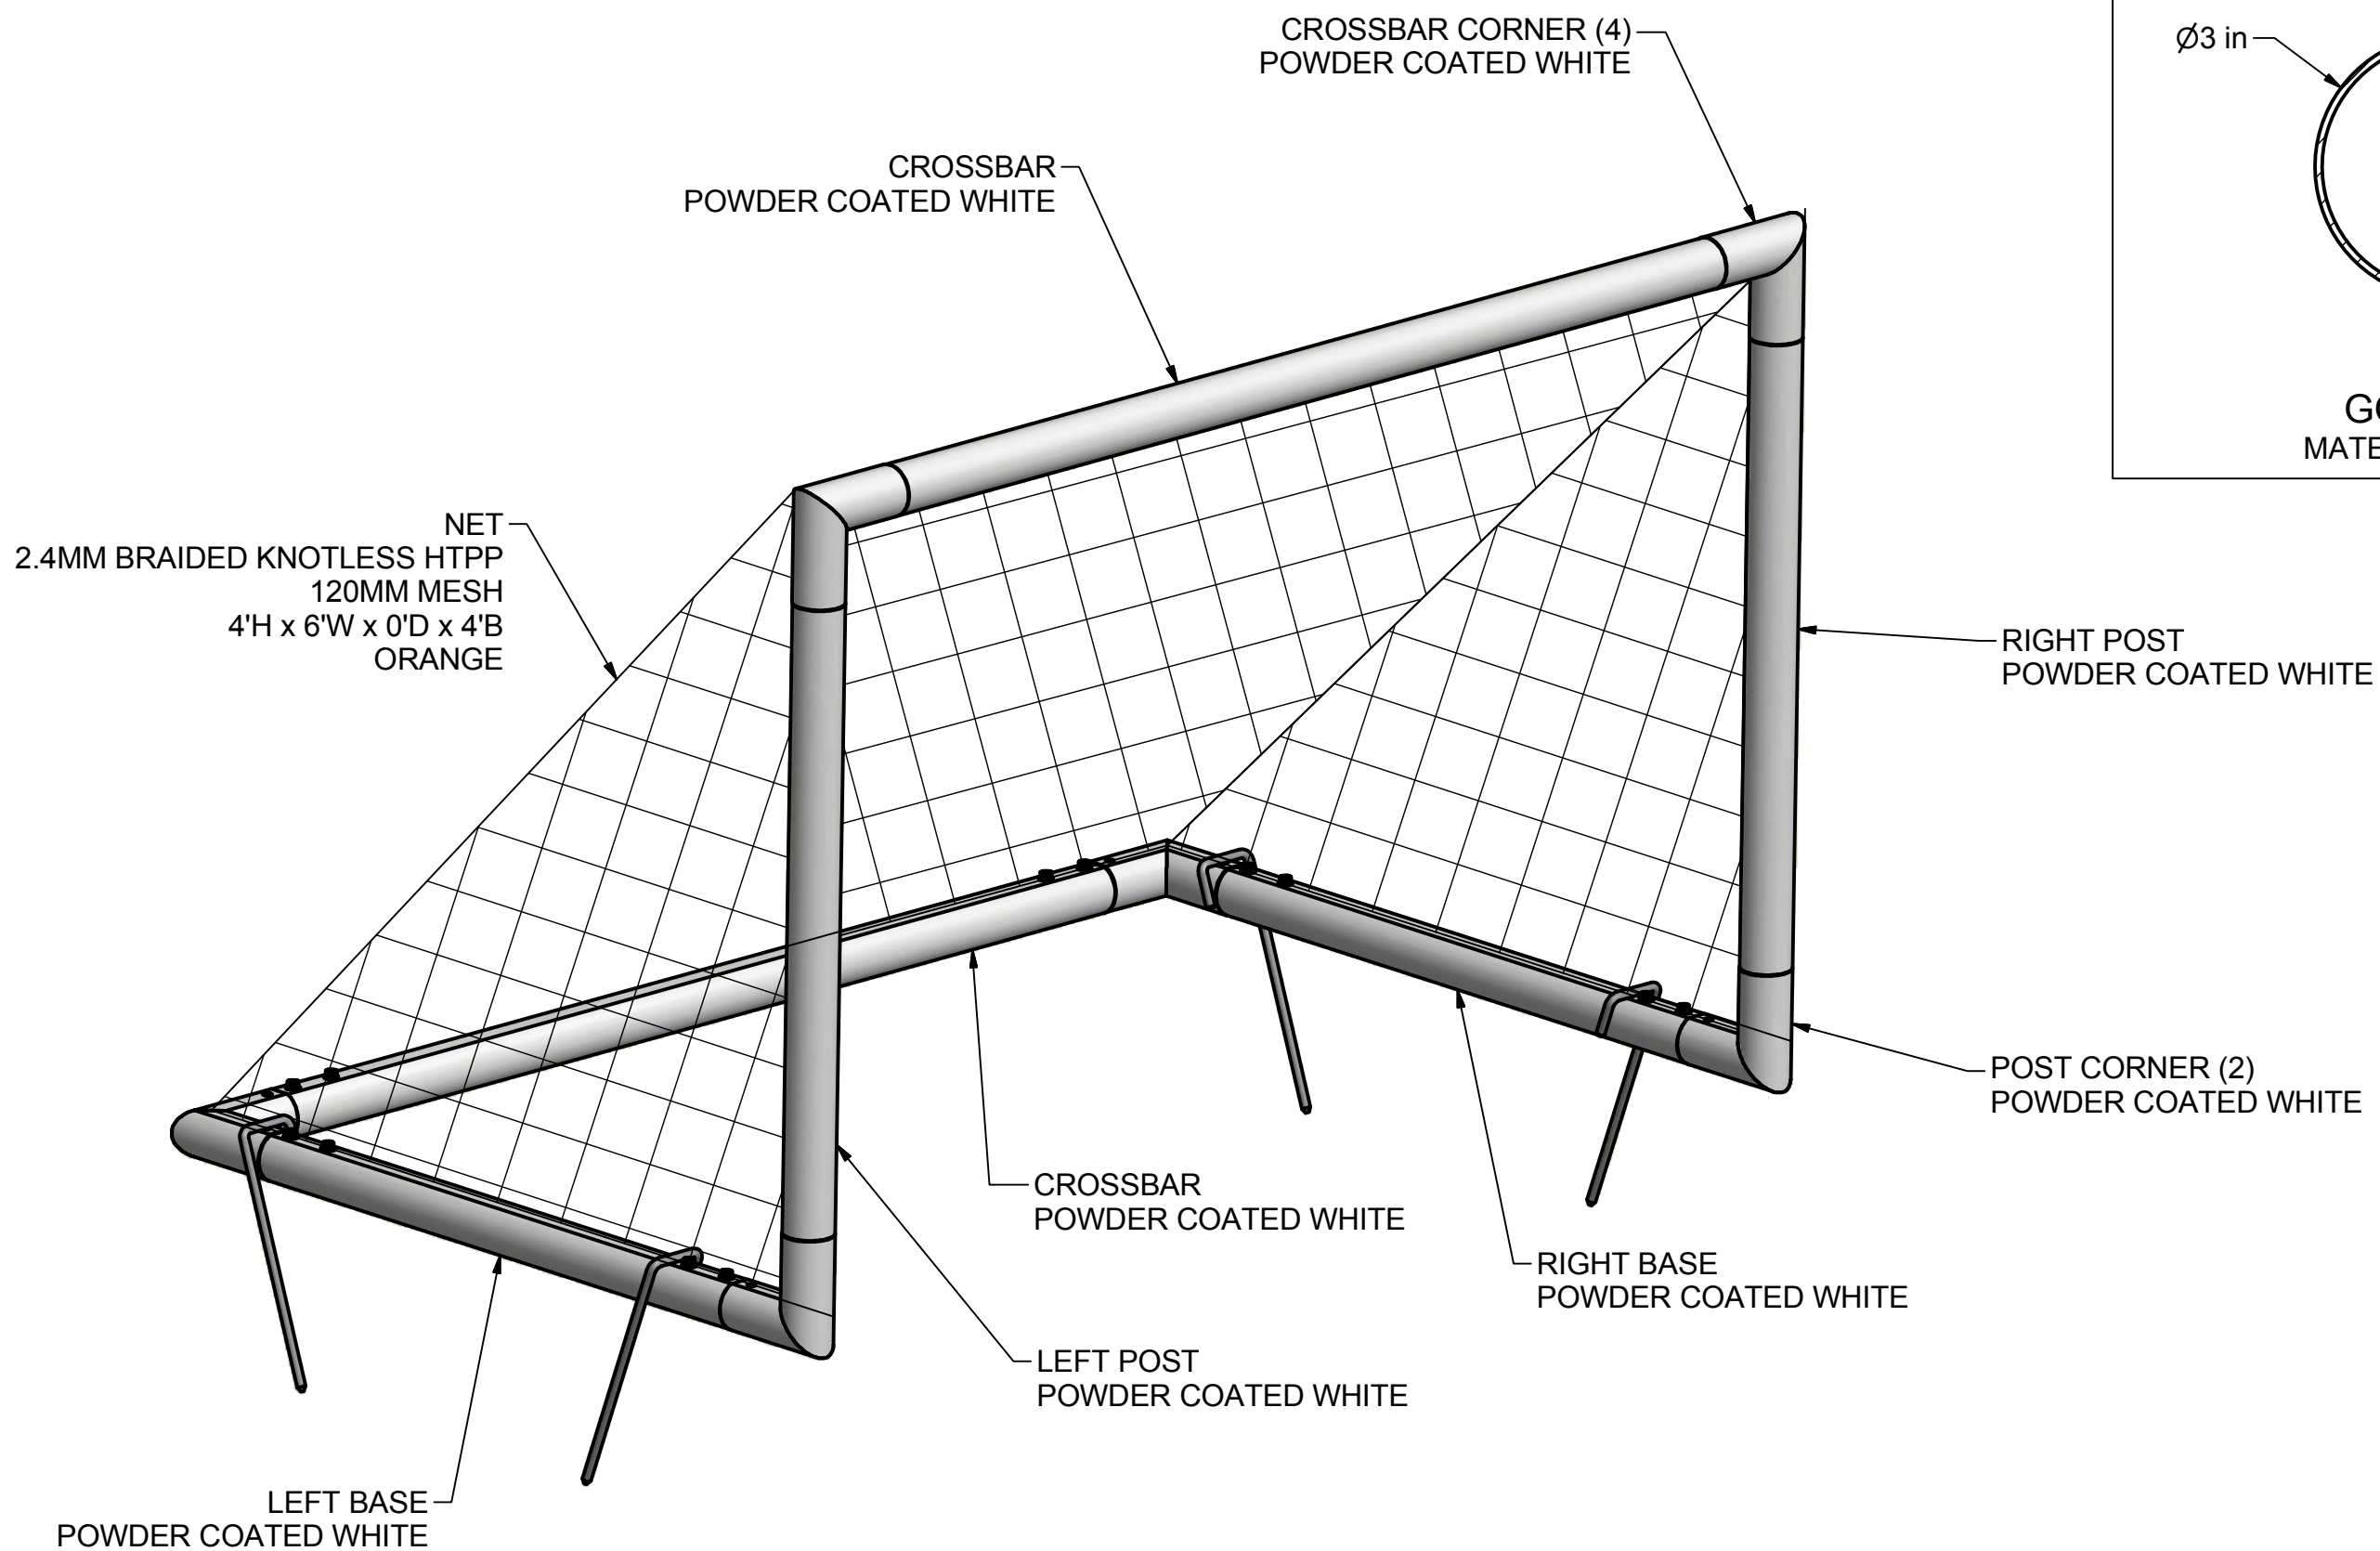 CROSSBAR CORNER (4)
POWDER COATED WHITE
Ø3 in
CROSSBAR
POWDER COATED WHITE
NET
2.4MM BRAIDED KNOTLESS HTPP
120MM MESH
4'H x 6'W x 0'D x 4'B
ORANGE
RIGHT POST
POWDER COATED WHITE
POST CORNER (2)
POWDER COATED WHITE
CROSSBAR
POWDER COATED WHITE
RIGHT BASE
POWDER COATED WHITE
LEFT POST
POWDER COATED WHITE
LEFT BASE
POWDER COATED WHITE